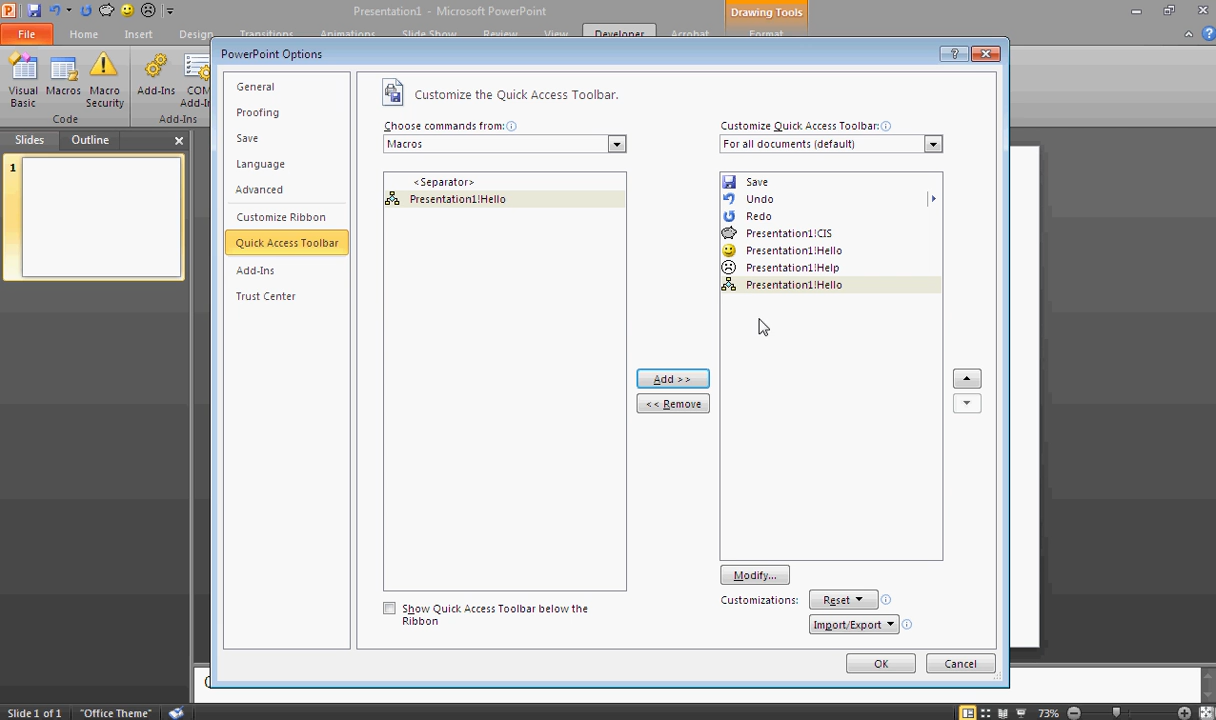 Presentation1 - Microsoft PowerPoint
Drawing Tools
File
Home
Insert
Design
Transitions
Animations
Slide Show
Review
View
Developer
Acrobat
Format
Visual
Basic
Macros
Macro
Security
Code
Add-Ins
COM
Add-In
Add-Ins
Slides
Outline
1
PowerPoint Options
General
Proofing
Save
Language
Advanced
Customize Ribbon
Quick Access Toolbar
Add-Ins
Trust Center
Customize the Quick Access Toolbar.
Choose commands from:
Macros
<Separator>
Presentation1!Hello
Add >>
<< Remove
Customize Quick Access Toolbar:
For all documents (default)
Save
Undo
Redo
Presentation1!CIS
Presentation1!Hello
Presentation1!Help
Presentation1!Hello
Modify...
Customizations:
Reset
Import/Export
Show Quick Access Toolbar below the
Ribbon
OK
Cancel
Slide 1 of 1
"Office Theme"
73%